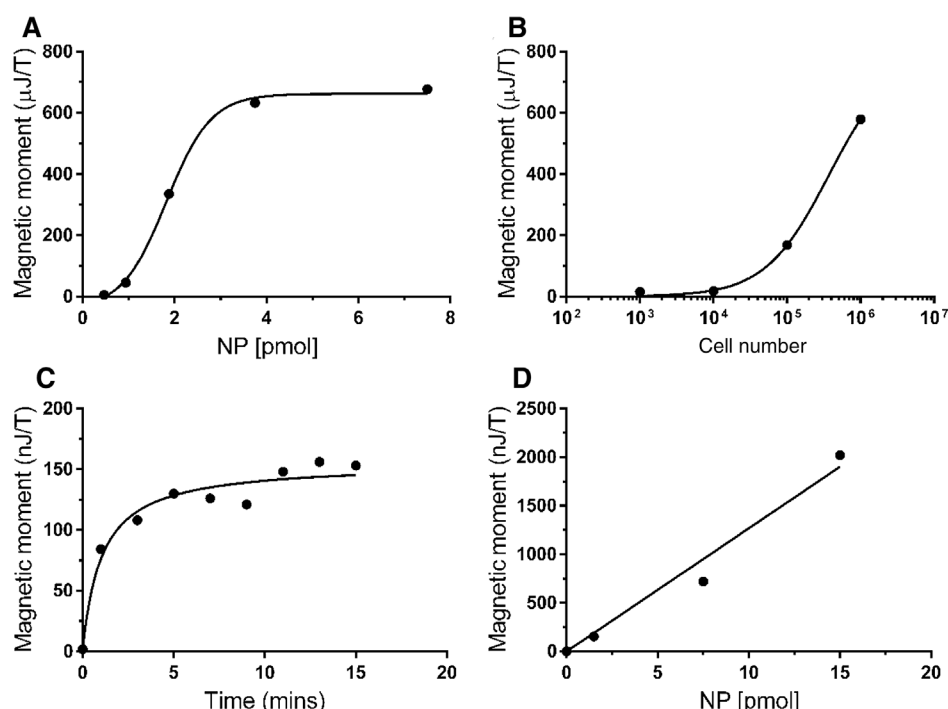 A
Magnetic moment (μJ/T)
800
600
400
200
0
0 2 4 6 8
NP [pmol]
B
Magnetic moment (μJ/T)
800
600
400
200
0
10² 10³ 10⁴ 10⁵ 10⁶ 10⁷
Cell number
C
Magnetic moment (nJ/T)
200
150
100
50
0
0 5 10 15 20
Time (mins)
D
Magnetic moment (nJ/T)
2500
2000
1500
1000
500
0
0 5 10 15 20
NP [pmol]